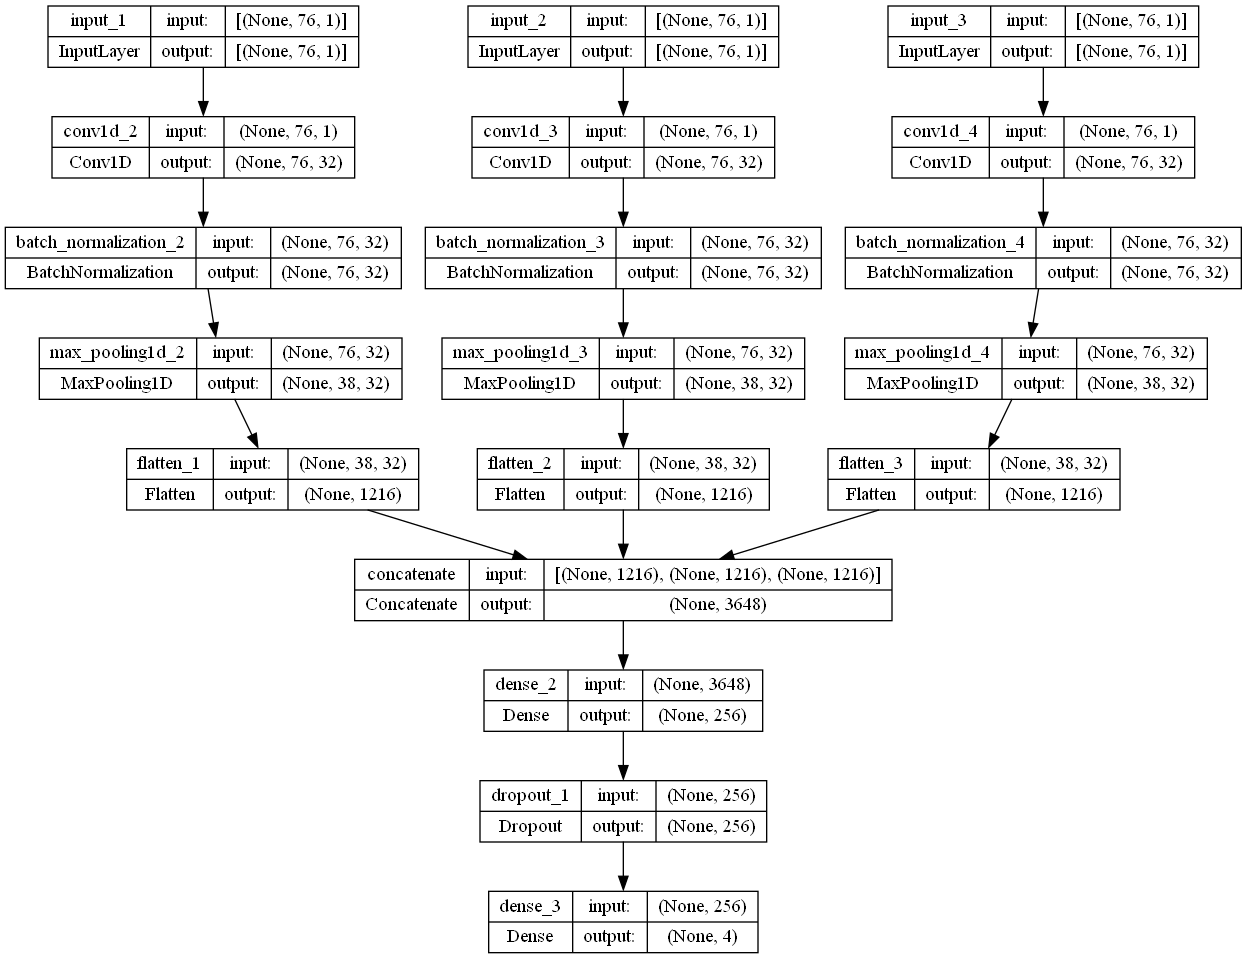 input_1 input: [(None, 76, 1)]
InputLayer output: [(None, 76, 1)]
input_2 input: [(None, 76, 1)]
InputLayer output: [(None, 76, 1)]
input_3 input: [(None, 76, 1)]
InputLayer output: [(None, 76, 1)]
conv1d_2 input: (None, 76, 1)
Conv1D output: (None, 76, 32)
conv1d_3 input: (None, 76, 1)
Conv1D output: (None, 76, 32)
conv1d_4 input: (None, 76, 1)
Conv1D output: (None, 76, 32)
batch_normalization_2 input: (None, 76, 32)
BatchNormalization output: (None, 76, 32)
batch_normalization_3 input: (None, 76, 32)
BatchNormalization output: (None, 76, 32)
batch_normalization_4 input: (None, 76, 32)
BatchNormalization output: (None, 76, 32)
max_pooling1d_2 input: (None, 76, 32)
MaxPooling1D output: (None, 38, 32)
max_pooling1d_3 input: (None, 76, 32)
MaxPooling1D output: (None, 38, 32)
max_pooling1d_4 input: (None, 76, 32)
MaxPooling1D output: (None, 38, 32)
flatten_1 input: (None, 38, 32)
Flatten output: (None, 1216)
flatten_2 input: (None, 38, 32)
Flatten output: (None, 1216)
flatten_3 input: (None, 38, 32)
Flatten output: (None, 1216)
concatenate input: [(None, 1216), (None, 1216), (None, 1216)]
Concatenate output: (None, 3648)
dense_2 input: (None, 3648)
Dense output: (None, 256)
dropout_1 input: (None, 256)
Dropout output: (None, 256)
dense_3 input: (None, 256)
Dense output: (None, 4)